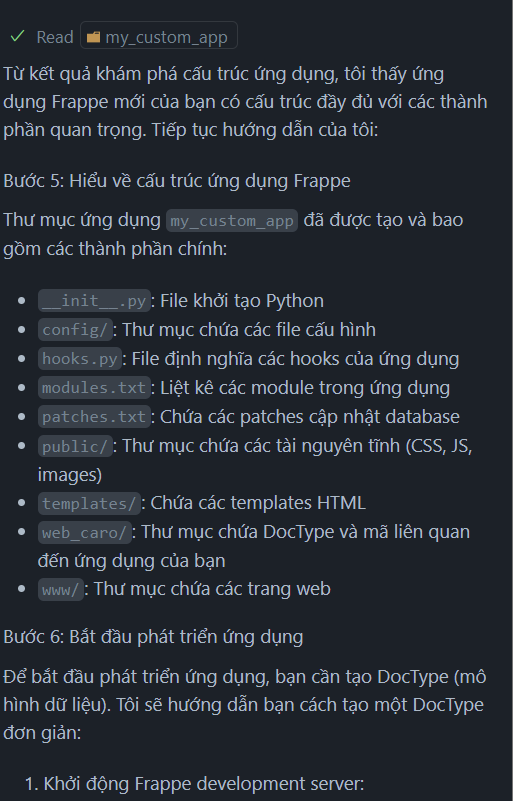 Read my_custom_app
Từ kết quả khám phá cấu trúc ứng dụng, tôi thấy ứng
dụng Frappe mới của bạn có cấu trúc đầy đủ với các thành
phần quan trọng. Tiếp tục hướng dẫn của tôi:
Bước 5: Hiểu về cấu trúc ứng dụng Frappe
Thư mục ứng dụng my_custom_app đã được tạo và bao
gồm các thành phần chính:
__init__.py: File khởi tạo Python
config/: Thư mục chứa các file cấu hình
hooks.py: File định nghĩa các hooks của ứng dụng
modules.txt: Liệt kê các module trong ứng dụng
patches.txt: Chứa các patches cập nhật database
public/: Thư mục chứa các tài nguyên tĩnh (CSS, JS,
images)
templates/: Chứa các templates HTML
web_caro/: Thư mục chứa DocType và mã liên quan
đến ứng dụng của bạn
www/: Thư mục chứa các trang web
Bước 6: Bắt đầu phát triển ứng dụng
Để bắt đầu phát triển ứng dụng, bạn cần tạo DocType (mô
hình dữ liệu). Tôi sẽ hướng dẫn bạn cách tạo một DocType
đơn giản:
1. Khởi động Frappe development server: